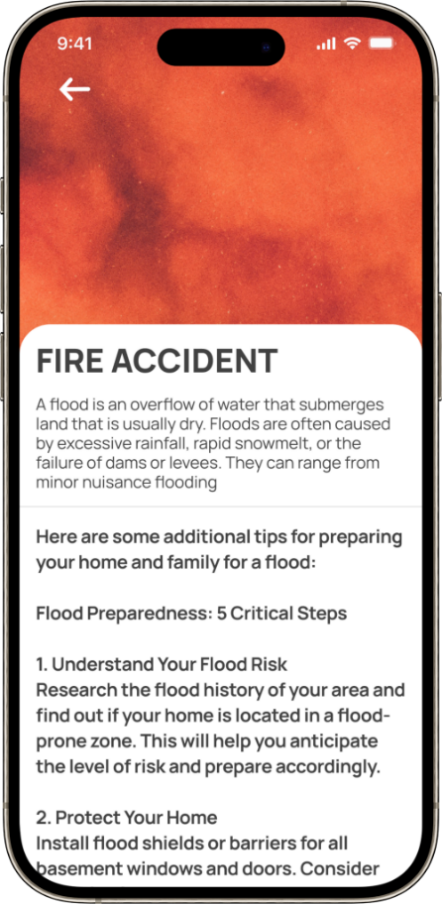 9:41
FIRE ACCIDENT
A flood is an overflow of water that submerges
land that is usually dry. Floods are often caused
by excessive rainfall, rapid snowmelt, or the
failure of dams or levees. They can range from
minor nuisance flooding
Here are some additional tips for preparing
your home and family for a flood:
Flood Preparedness: 5 Critical Steps
1. Understand Your Flood Risk
Research the flood history of your area and
find out if your home is located in a flood-
prone zone. This will help you anticipate
the level of risk and prepare accordingly.
2. Protect Your Home
Install flood shields or barriers for all
basement windows and doors. Consider